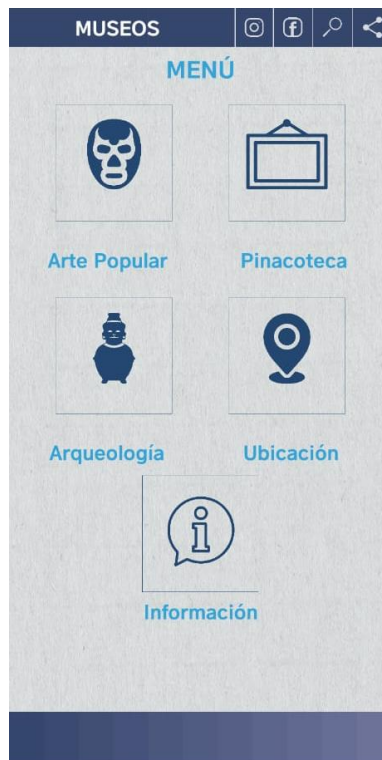 MUSEOS
MENÚ
Arte Popular
Pinacoteca
Arqueología
Ubicación
Información